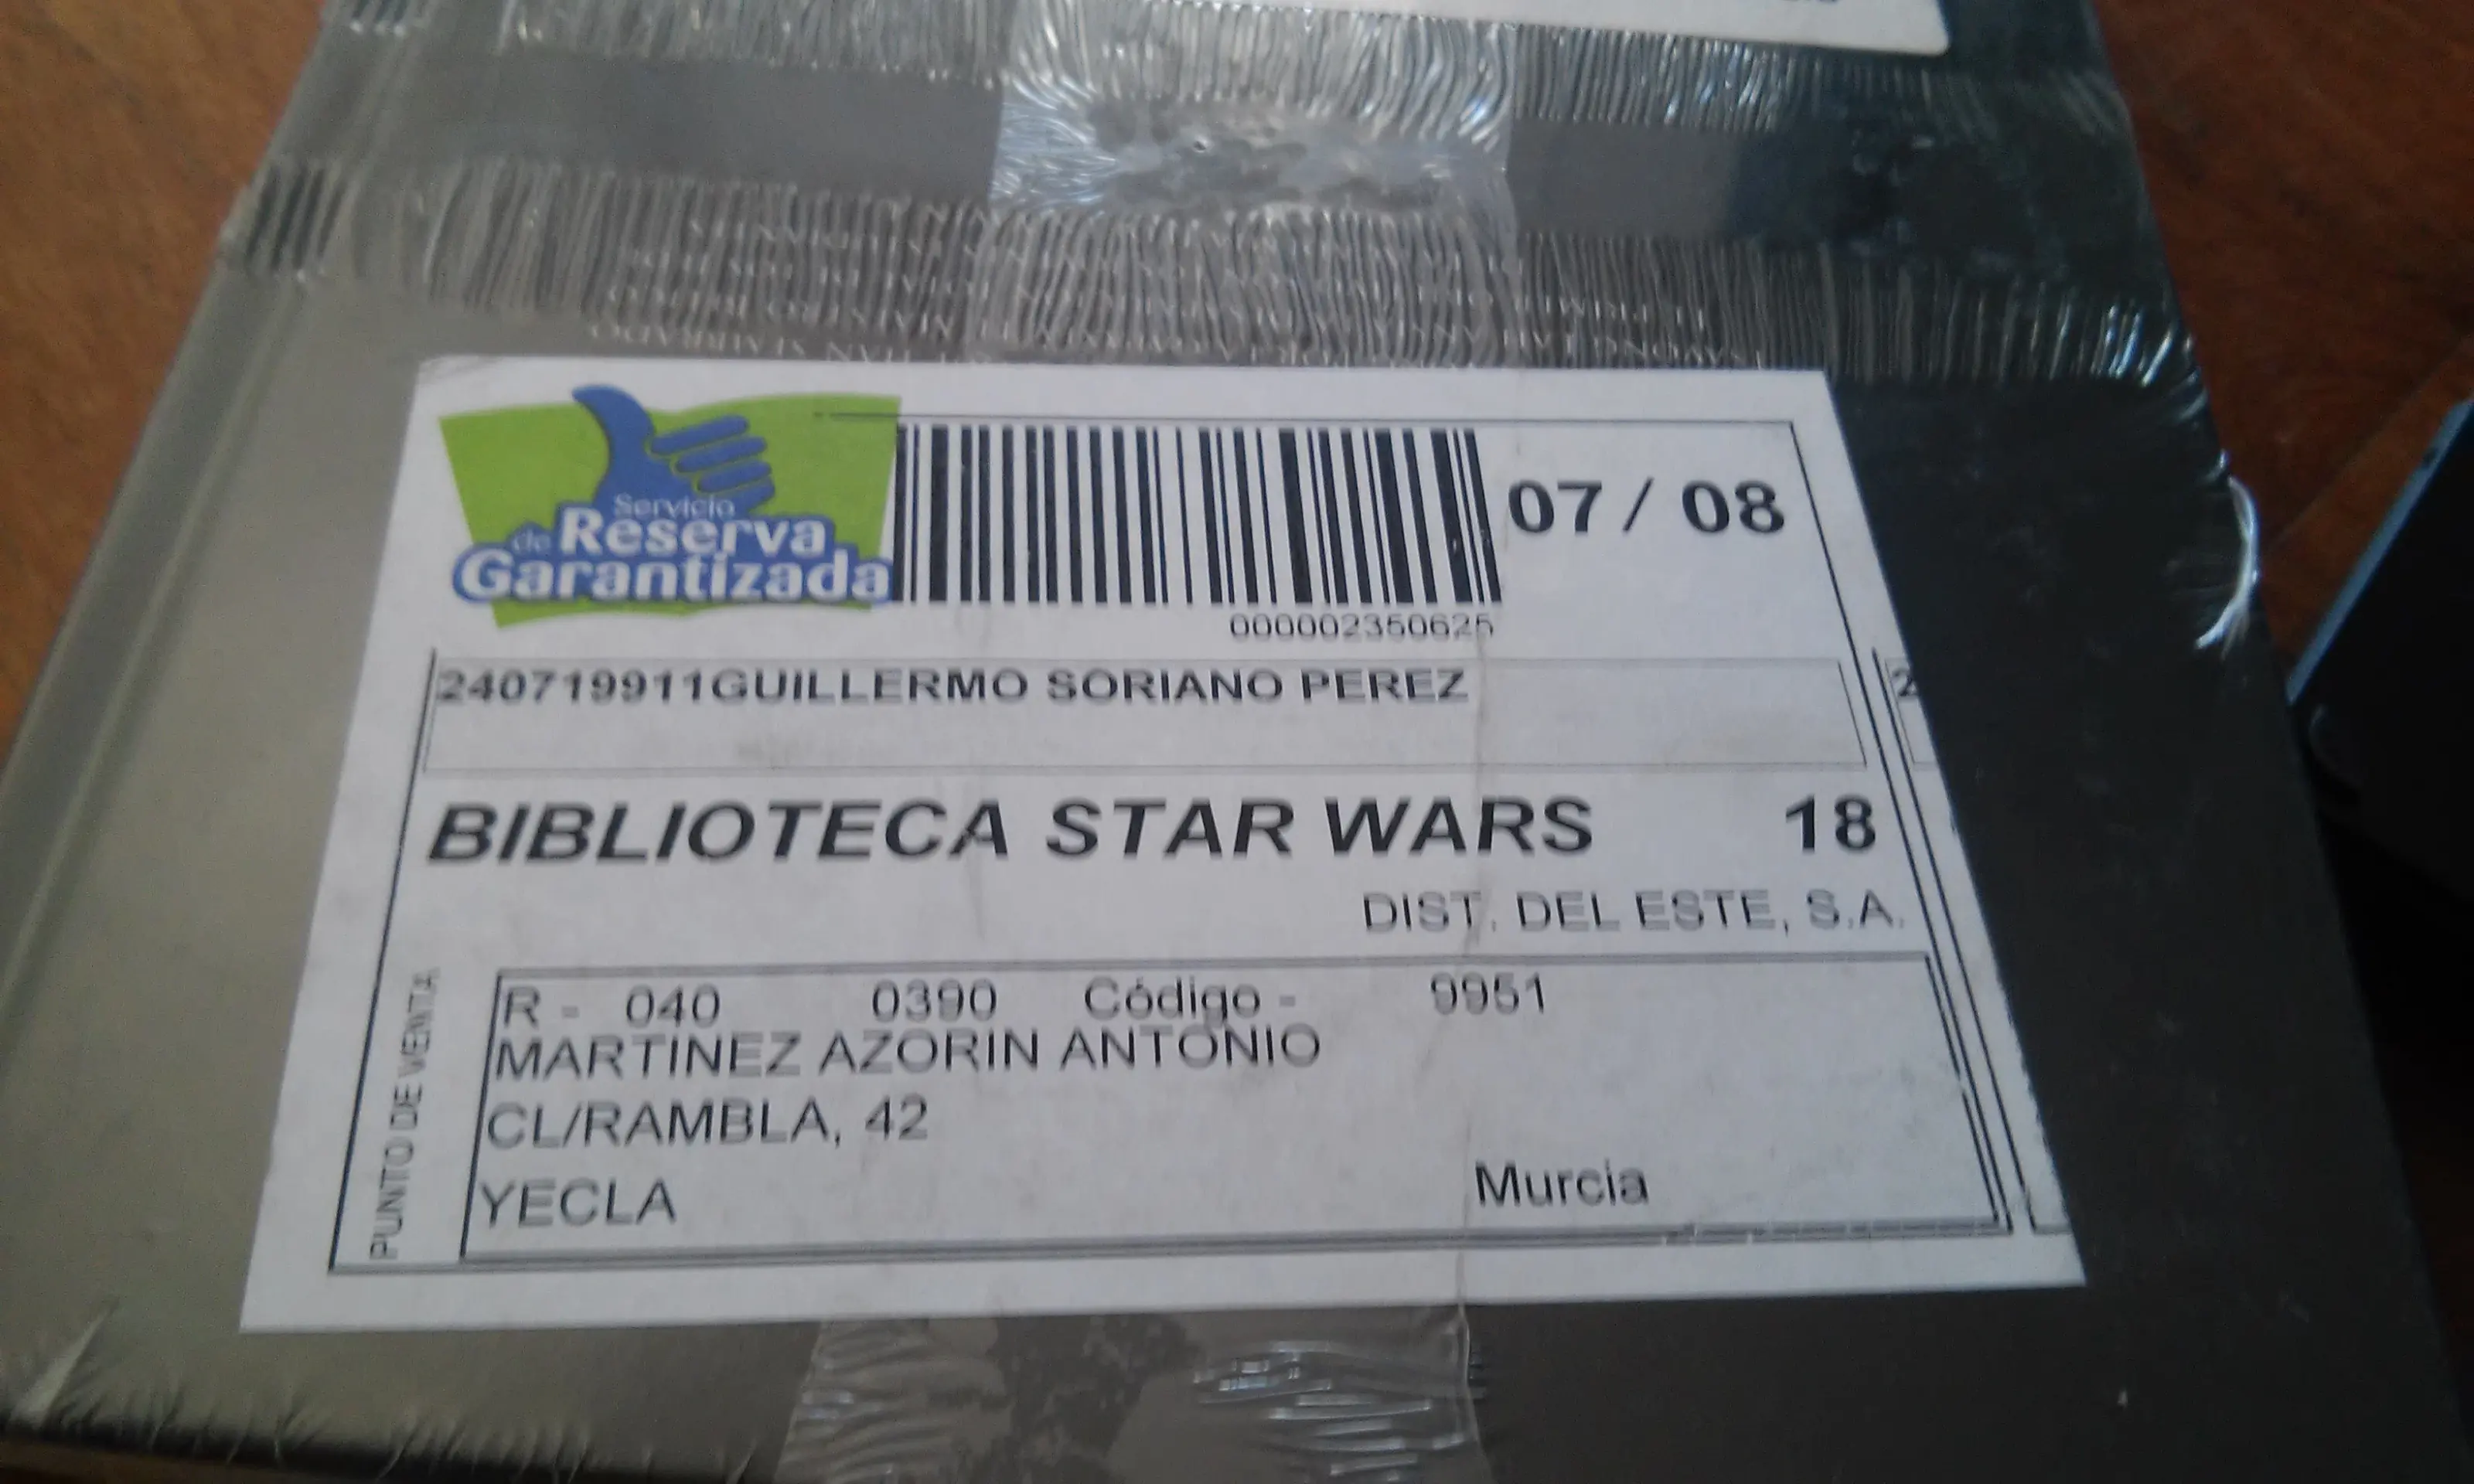 Servicio
de Reserva
Garantizada
07 / 08
000002350625
240719911GUILLERMO SORIANO PEREZ
2
BIBLIOTECA STAR WARS 18
DIST. DEL ESTE, S.A.
PUNTO DE VENTA
R - 040 0390 Código - 9951
MARTINEZ AZORIN ANTONIO
CL/RAMBLA, 42
YECLA Murcia